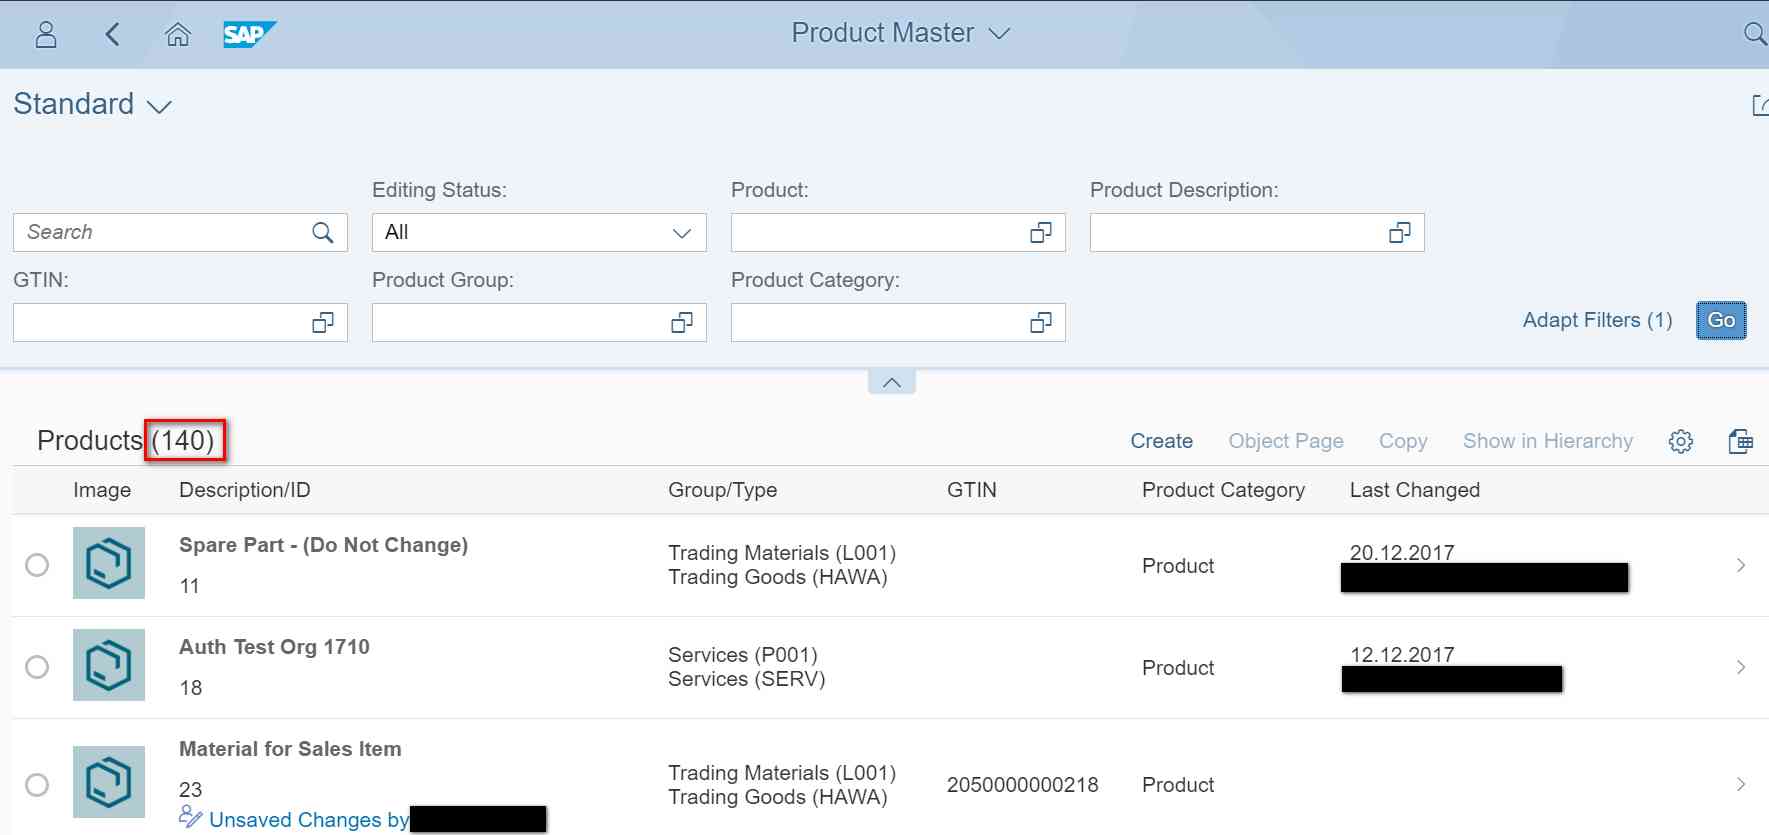 SAP
Product Master
Standard
Editing Status:
Product:
Product Description:
Search
All
GTIN:
Product Group:
Product Category:
Adapt Filters (1)
Go
Products (140)
Create
Object Page
Copy
Show in Hierarchy
Image
Description/ID
Group/Type
GTIN
Product Category
Last Changed
Spare Part - (Do Not Change)
11
Trading Materials (L001)
Trading Goods (HAWA)
Product
20.12.2017
Auth Test Org 1710
18
Services (P001)
Services (SERV)
Product
12.12.2017
Material for Sales Item
23
Unsaved Changes by
Trading Materials (L001)
Trading Goods (HAWA)
2050000000218
Product